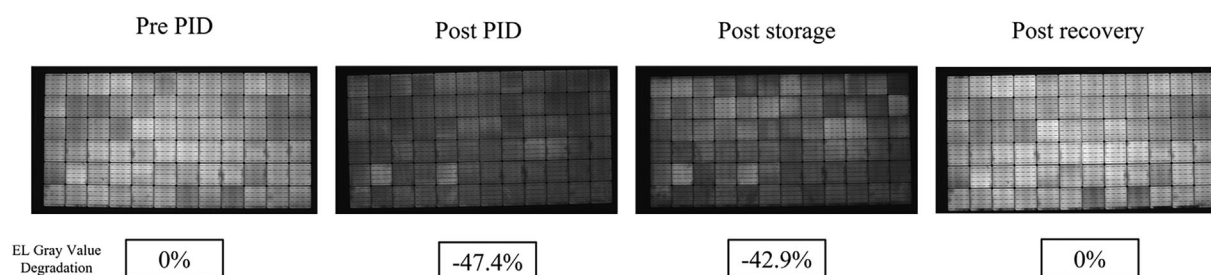 Pre PID
Post PID
Post storage
Post recovery
EL Gray Value
Degradation
0%
-47.4%
-42.9%
0%